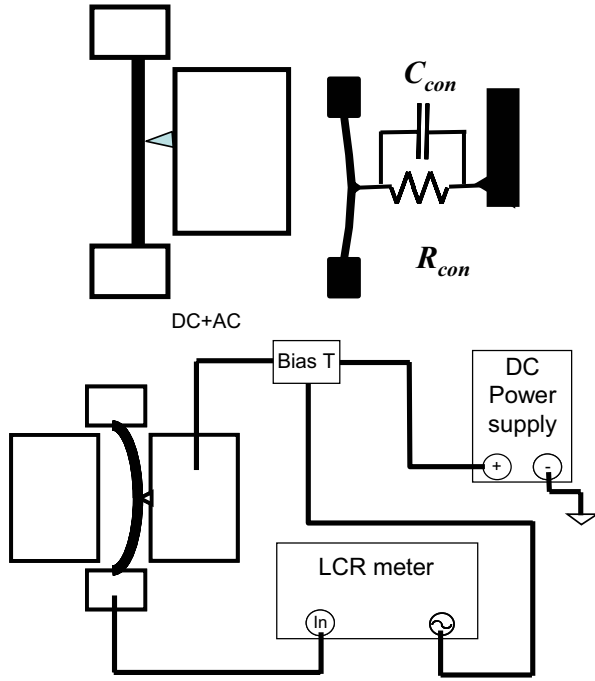 C_con
R_con
DC+AC
Bias T
DC
Power
supply
+
-
LCR meter
In